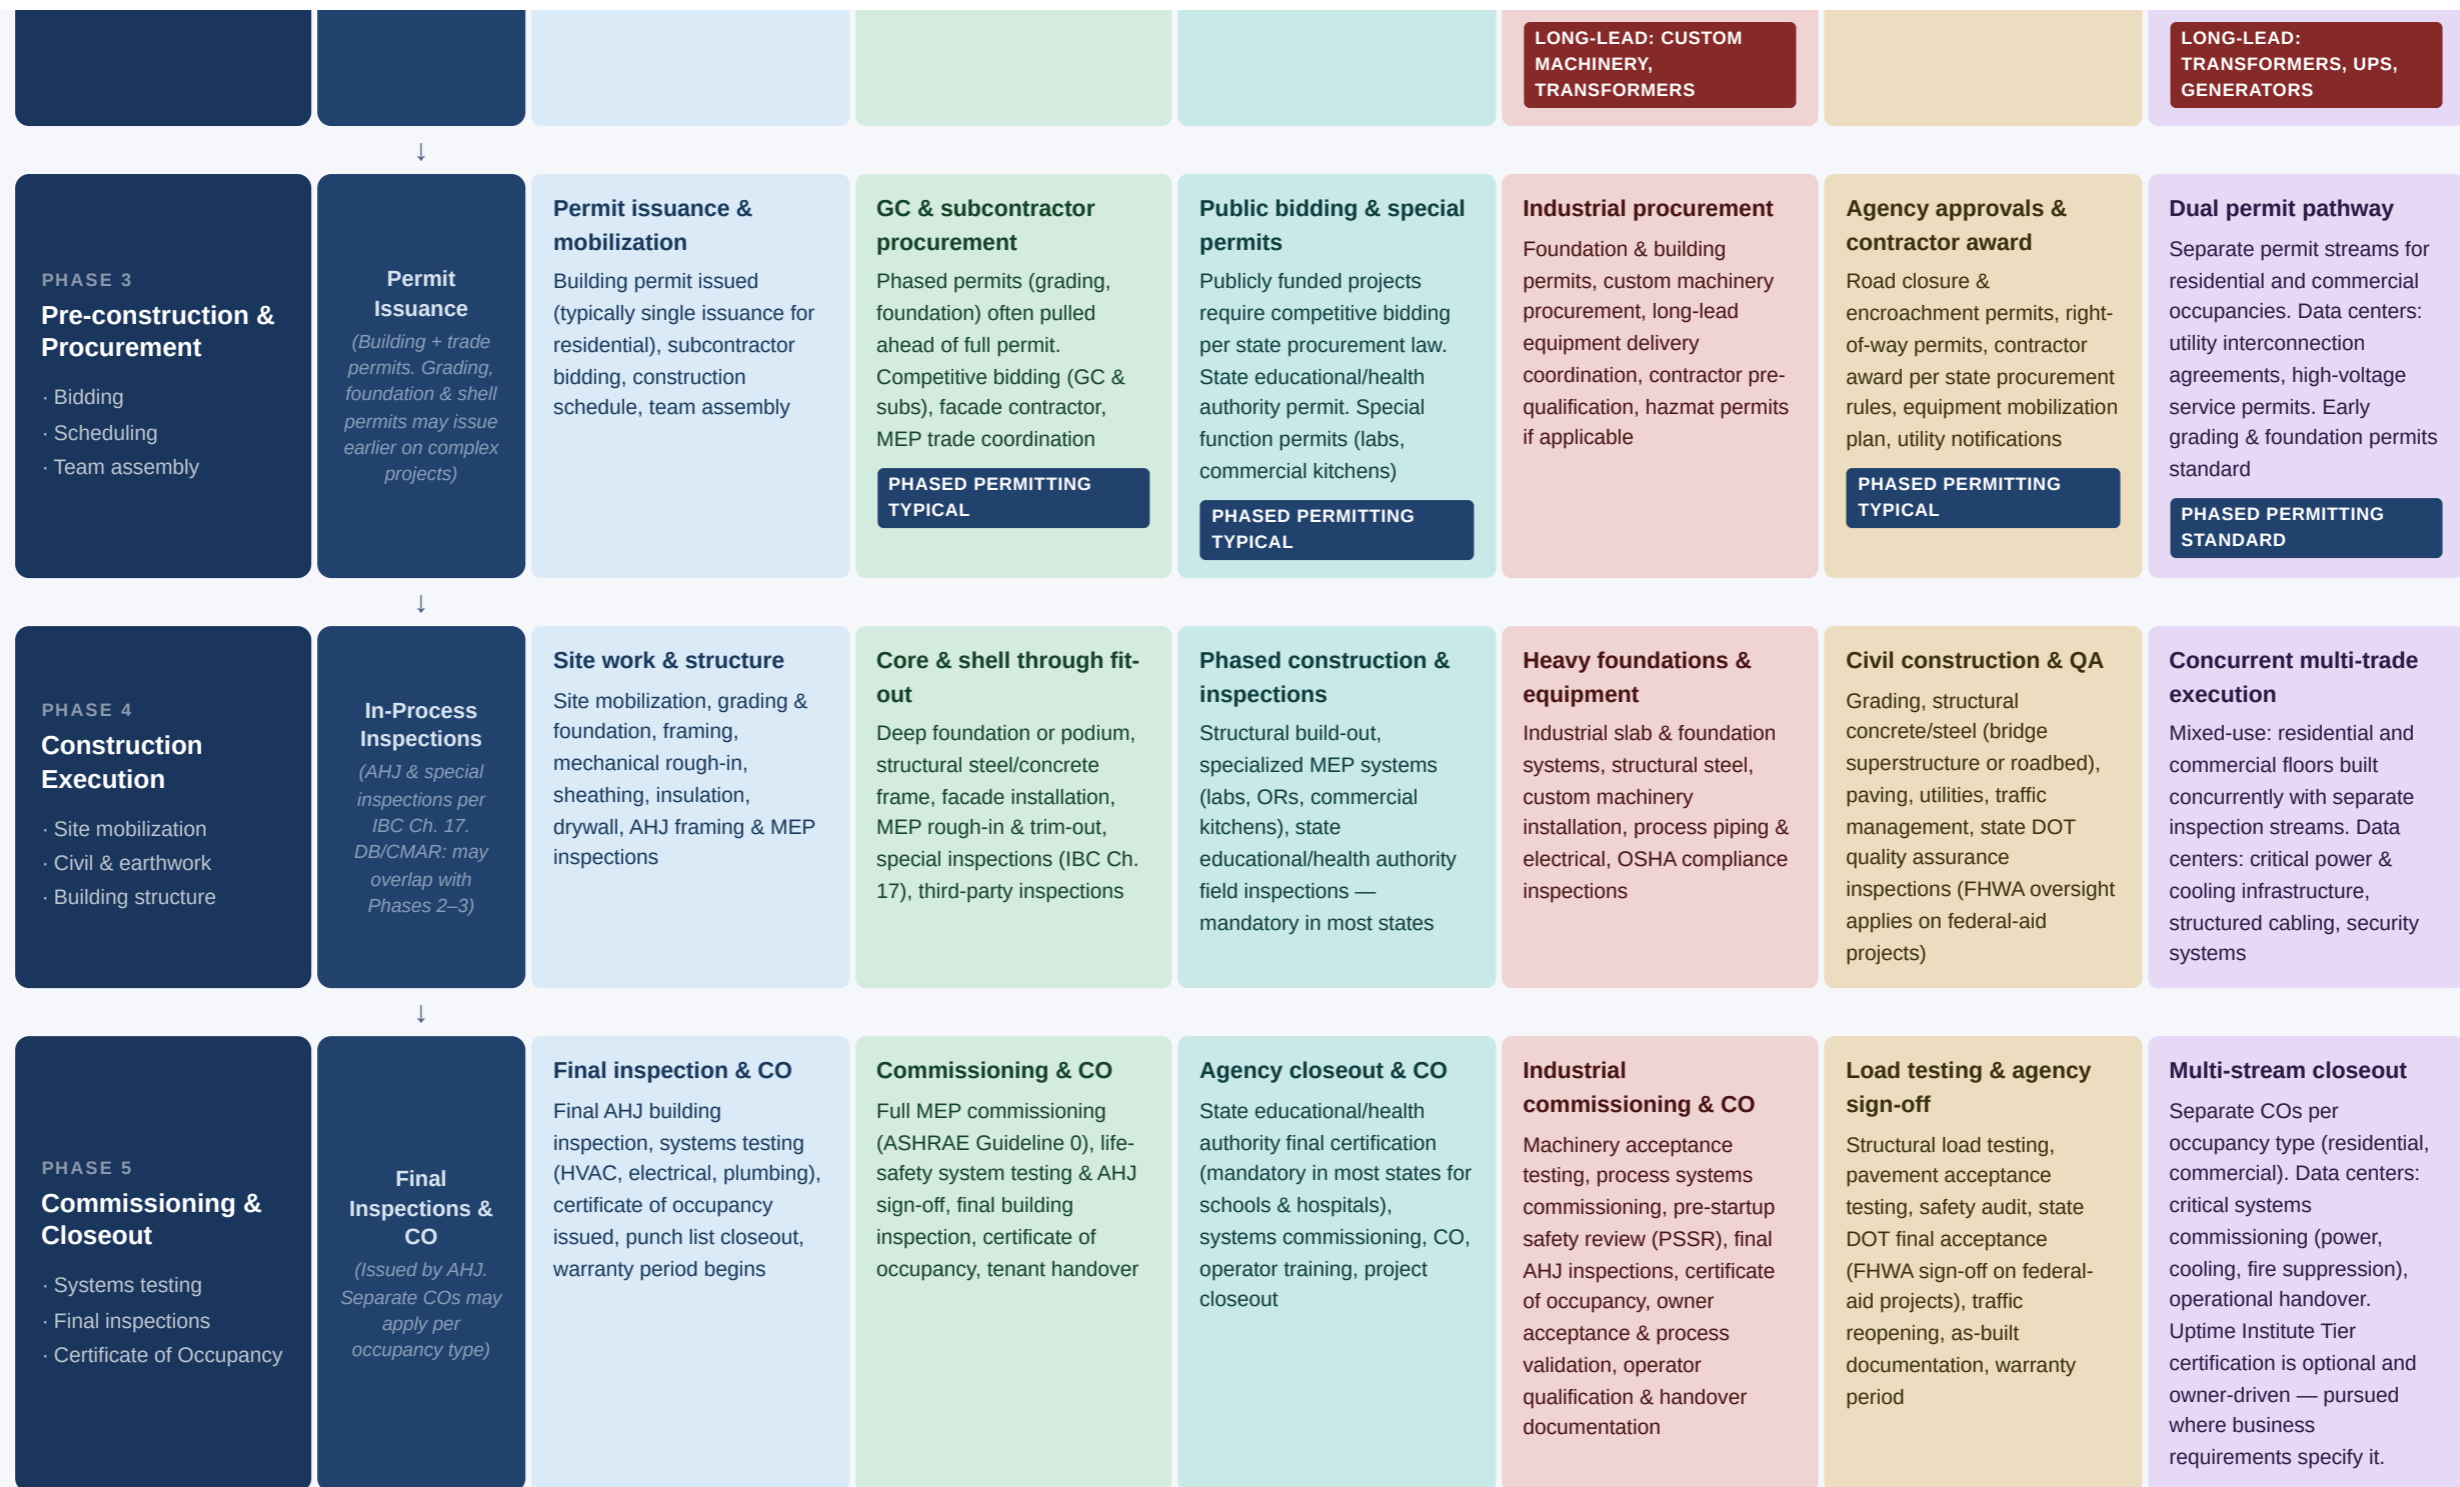 LONG-LEAD: CUSTOM
MACHINERY,
TRANSFORMERS
LONG-LEAD:
TRANSFORMERS, UPS,
GENERATORS
↓
PHASE 3
Pre-construction &
Procurement
· Bidding
· Scheduling
· Team assembly
Permit
Issuance
(Building + trade
permits. Grading,
foundation & shell
permits may issue
earlier on complex
projects)
Permit issuance &
mobilization
Building permit issued
(typically single issuance for
residential), subcontractor
bidding, construction
schedule, team assembly
GC & subcontractor
procurement
Phased permits (grading,
foundation) often pulled
ahead of full permit.
Competitive bidding (GC &
subs), facade contractor,
MEP trade coordination
PHASED PERMITTING
TYPICAL
Public bidding & special
permits
Publicly funded projects
require competitive bidding
per state procurement law.
State educational/health
authority permit. Special
function permits (labs,
commercial kitchens)
PHASED PERMITTING
TYPICAL
Industrial procurement
Foundation & building
permits, custom machinery
procurement, long-lead
equipment delivery
coordination, contractor pre-
qualification, hazmat permits
if applicable
Agency approvals &
contractor award
Road closure &
encroachment permits, right-
of-way permits, contractor
award per state procurement
rules, equipment mobilization
plan, utility notifications
PHASED PERMITTING
TYPICAL
Dual permit pathway
Separate permit streams for
residential and commercial
occupancies. Data centers:
utility interconnection
agreements, high-voltage
service permits. Early
grading & foundation permits
standard
PHASED PERMITTING
STANDARD
↓
PHASE 4
Construction
Execution
· Site mobilization
· Civil & earthwork
· Building structure
In-Process
Inspections
(AHJ & special
inspections per
IBC Ch. 17.
DB/CMAR: may
overlap with
Phases 2–3)
Site work & structure
Site mobilization, grading &
foundation, framing,
mechanical rough-in,
sheathing, insulation,
drywall, AHJ framing & MEP
inspections
Core & shell through fit-
out
Deep foundation or podium,
structural steel/concrete
frame, facade installation,
MEP rough-in & trim-out,
special inspections (IBC Ch.
17), third-party inspections
Phased construction &
inspections
Structural build-out,
specialized MEP systems
(labs, ORs, commercial
kitchens), state
educational/health authority
field inspections —
mandatory in most states
Heavy foundations &
equipment
Industrial slab & foundation
systems, structural steel,
custom machinery
installation, process piping &
electrical, OSHA compliance
inspections
Civil construction & QA
Grading, structural
concrete/steel (bridge
superstructure or roadbed),
paving, utilities, traffic
management, state DOT
quality assurance
inspections (FHWA oversight
applies on federal-aid
projects)
Concurrent multi-trade
execution
Mixed-use: residential and
commercial floors built
concurrently with separate
inspection streams. Data
centers: critical power &
cooling infrastructure,
structured cabling, security
systems
↓
PHASE 5
Commissioning &
Closeout
· Systems testing
· Final inspections
· Certificate of Occupancy
Final
Inspections &
CO
(Issued by AHJ.
Separate COs may
apply per
occupancy type)
Final inspection & CO
Final AHJ building
inspection, systems testing
(HVAC, electrical, plumbing),
certificate of occupancy
issued, punch list closeout,
warranty period begins
Commissioning & CO
Full MEP commissioning
(ASHRAE Guideline 0), life-
safety system testing & AHJ
sign-off, final building
inspection, certificate of
occupancy, tenant handover
Agency closeout & CO
State educational/health
authority final certification
(mandatory in most states for
schools & hospitals),
systems commissioning, CO,
operator training, project
closeout
Industrial
commissioning & CO
Machinery acceptance
testing, process systems
commissioning, pre-startup
safety review (PSSR), final
AHJ inspections, certificate
of occupancy, owner
acceptance & process
validation, operator
qualification & handover
documentation
Load testing & agency
sign-off
Structural load testing,
pavement acceptance
testing, safety audit, state
DOT final acceptance
(FHWA sign-off on federal-
aid projects), traffic
reopening, as-built
documentation, warranty
period
Multi-stream closeout
Separate COs per
occupancy type (residential,
commercial). Data centers:
critical systems
commissioning (power,
cooling, fire suppression),
operational handover.
Uptime Institute Tier
certification is optional and
owner-driven — pursued
where business
requirements specify it.